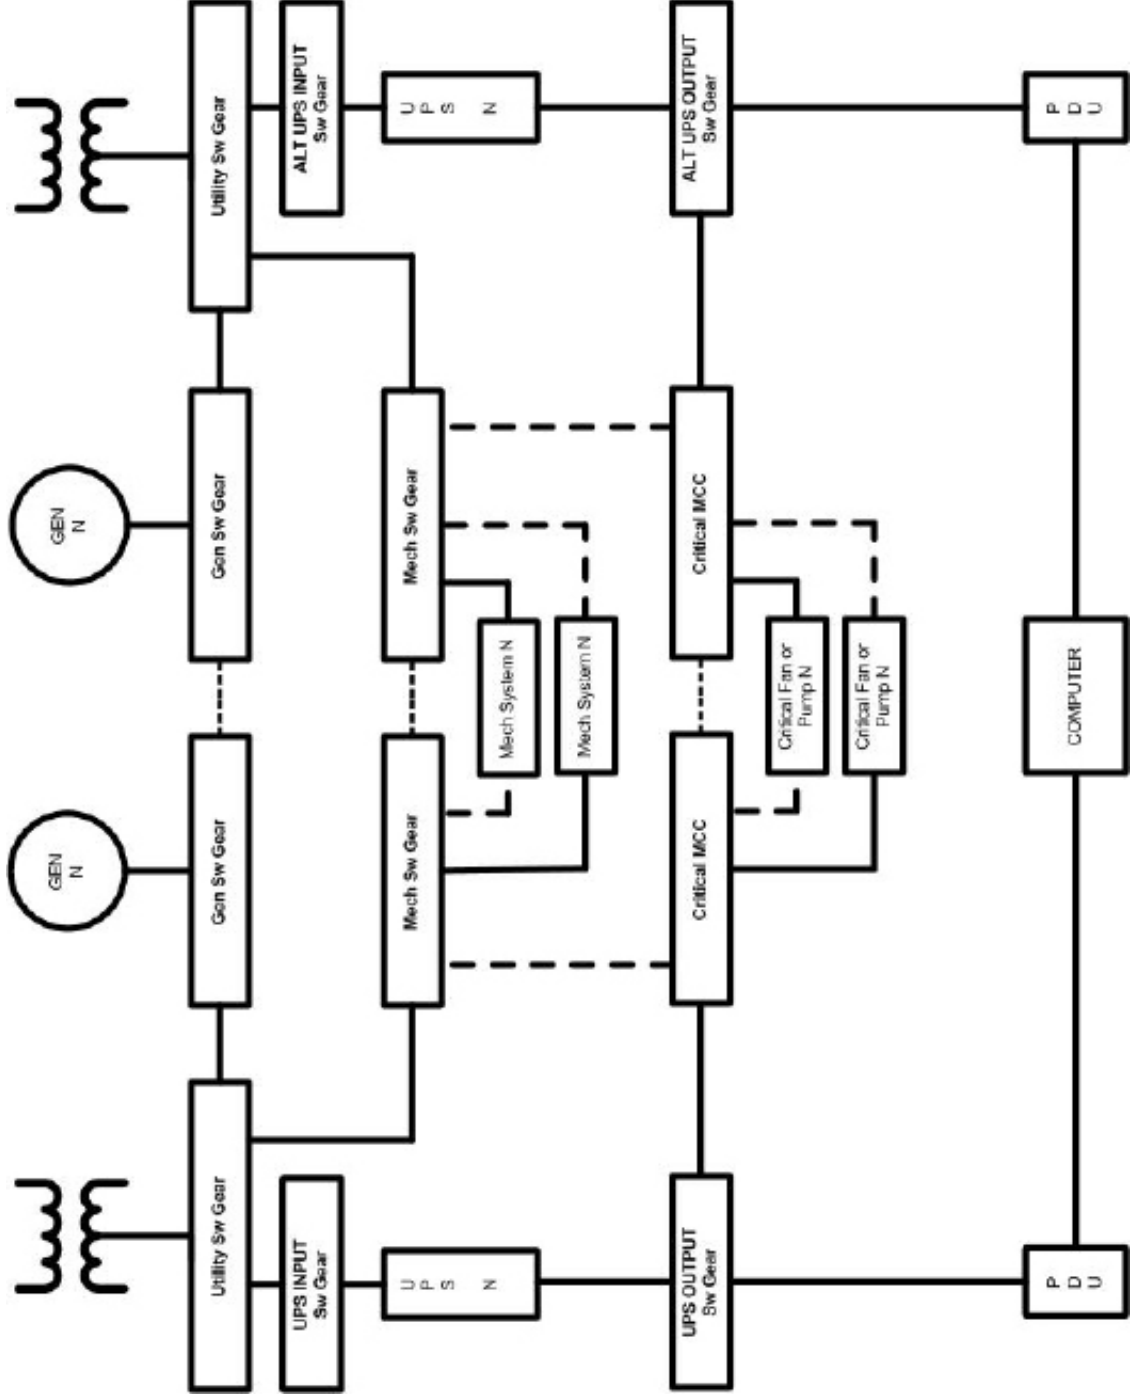 GEN
N
GEN
N
Utility Sw Gear
Gen Sw Gear
Gen Sw Gear
Utility Sw Gear
UPS INPUT
Sw Gear
ALT UPS INPUT
Sw Gear
U
P
S
N
Mech Sw Gear
Mech Sw Gear
U
P
S
N
Mech System N
Mech System N
UPS OUTPUT
Sw Gear
Critical MCC
Critical MCC
ALT UPS OUTPUT
Sw Gear
Critical Fan or
Pump N
Critical Fan or
Pump N
P
D
U
COMPUTER
P
D
U